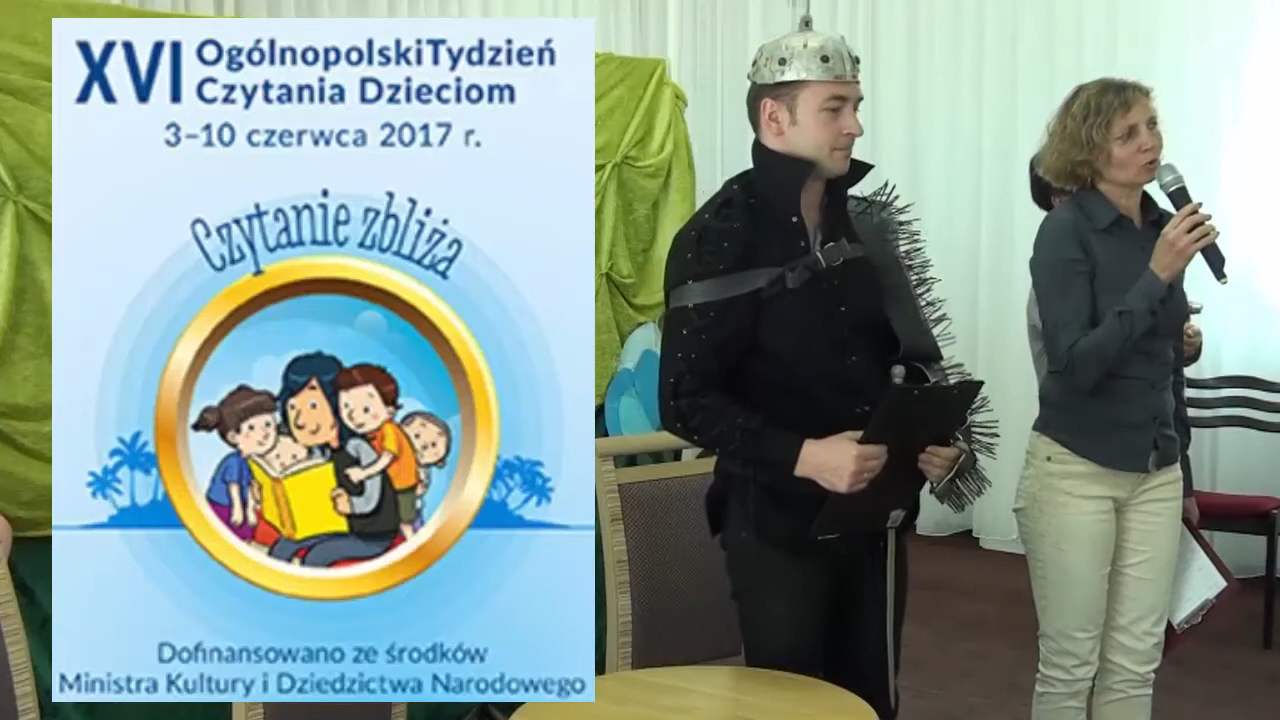 XVI OgólnopolskiTydzień
Czytania Dzieciom
3–10 czerwca 2017 r.
Czytanie zbliża
Dofinansowano ze środków
Ministra Kultury i Dziedzictwa Narodowego